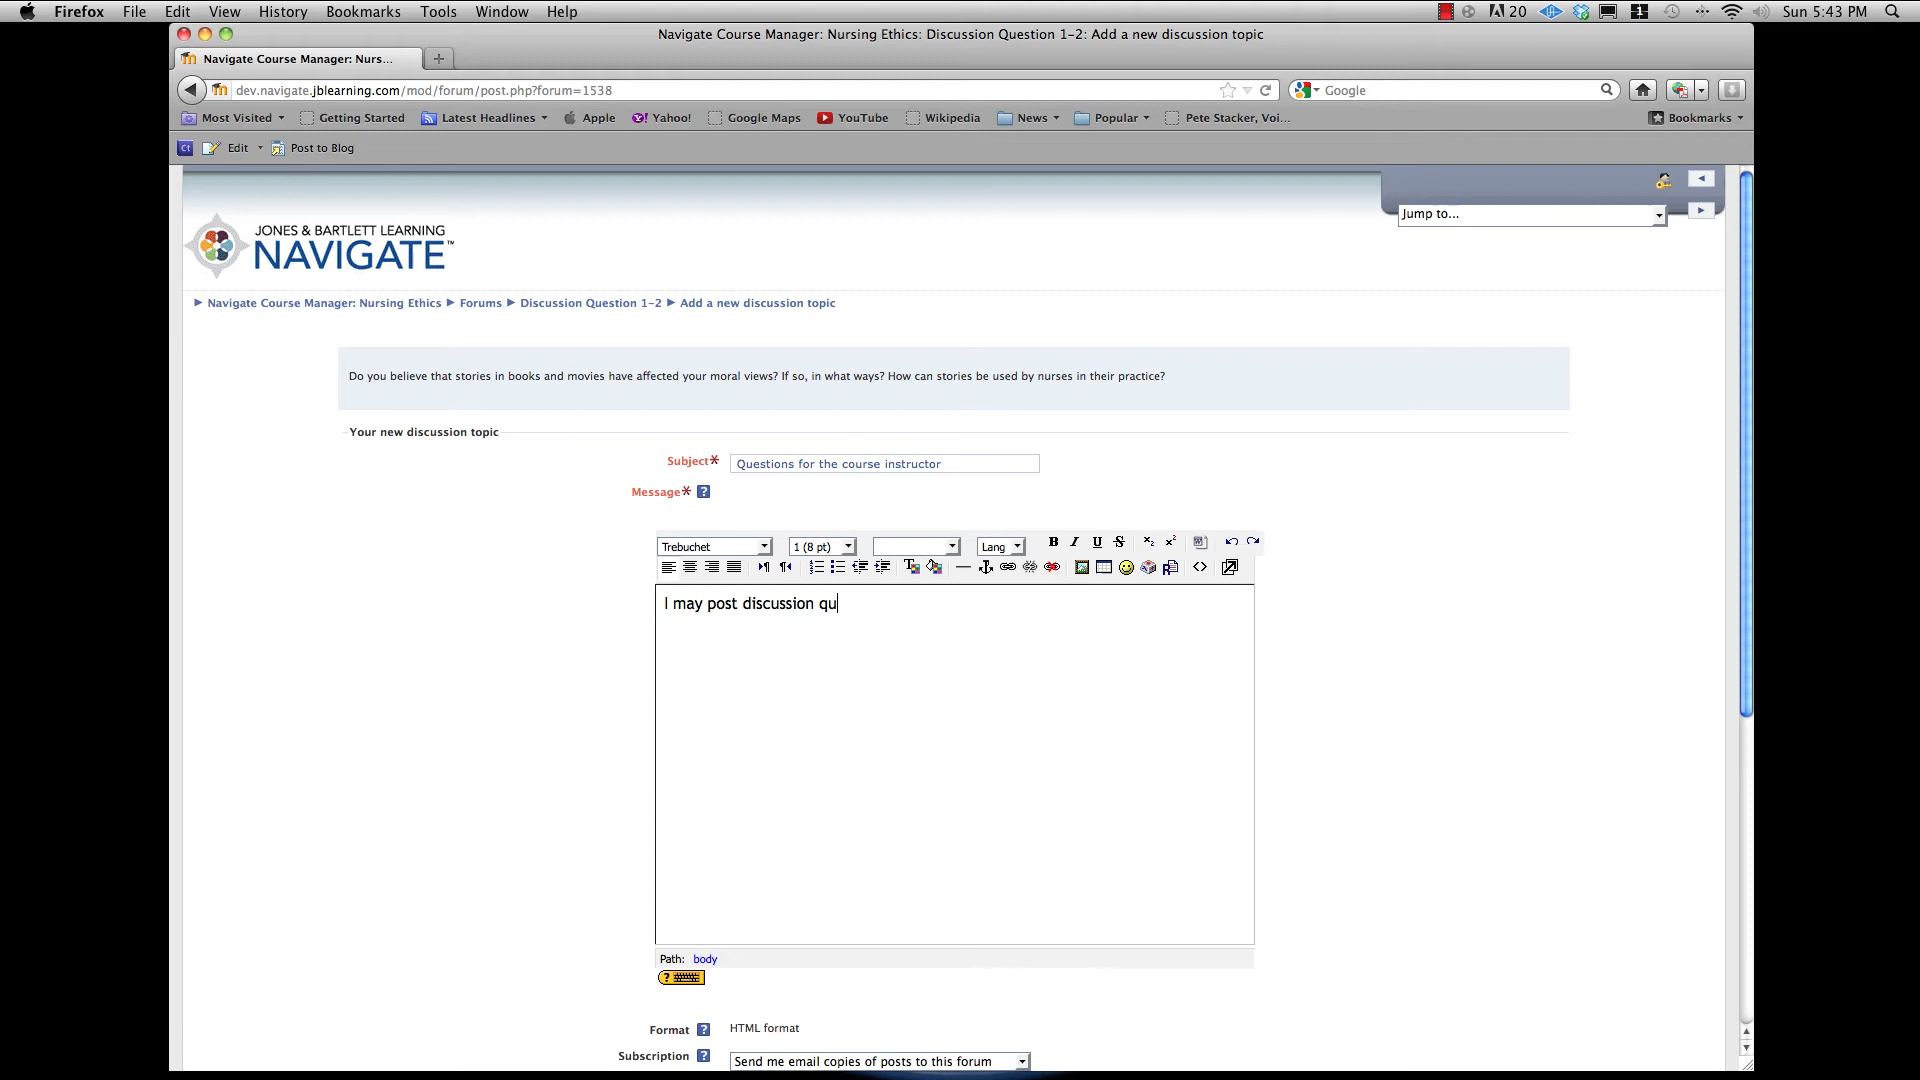 Firefox File Edit View History Bookmarks Tools Window Help
20
1
Sun 5:43 PM
Navigate Course Manager: Nursing Ethics: Discussion Question 1-2: Add a new discussion topic
Navigate Course Manager: Nurs...
dev.navigate.jblearning.com/mod/forum/post.php?forum=1538
Google
Most Visited Getting Started Latest Headlines Apple Yahoo! Google Maps YouTube Wikipedia News Popular Pete Stacker, Voi... Bookmarks
Ct Edit Post to Blog
Jump to...
JONES & BARTLETT LEARNING
NAVIGATE™
Navigate Course Manager: Nursing Ethics Forums Discussion Question 1-2 Add a new discussion topic
Do you believe that stories in books and movies have affected your moral views? If so, in what ways? How can stories be used by nurses in their practice?
Your new discussion topic
Subject* Questions for the course instructor
Message* ?
Trebuchet 1 (8 pt) Lang B I U S
I may post discussion qu
Path: body
?
Format ? HTML format
Subscription ? Send me email copies of posts to this forum